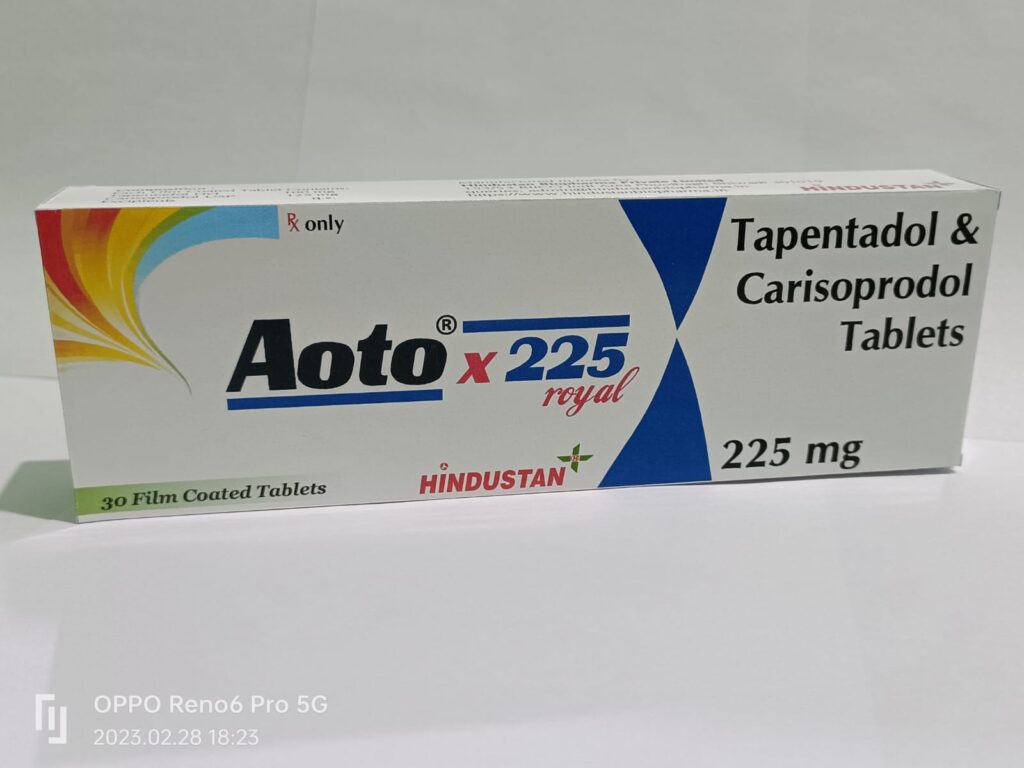 HINDUSTAN
Rx only
Aoto® x 225
royal
Tapentadol &
Carisoprodol
Tablets
225 mg
HINDUSTAN
30 Film Coated Tablets
OPPO Reno6 Pro 5G
2023.02.28 18:23